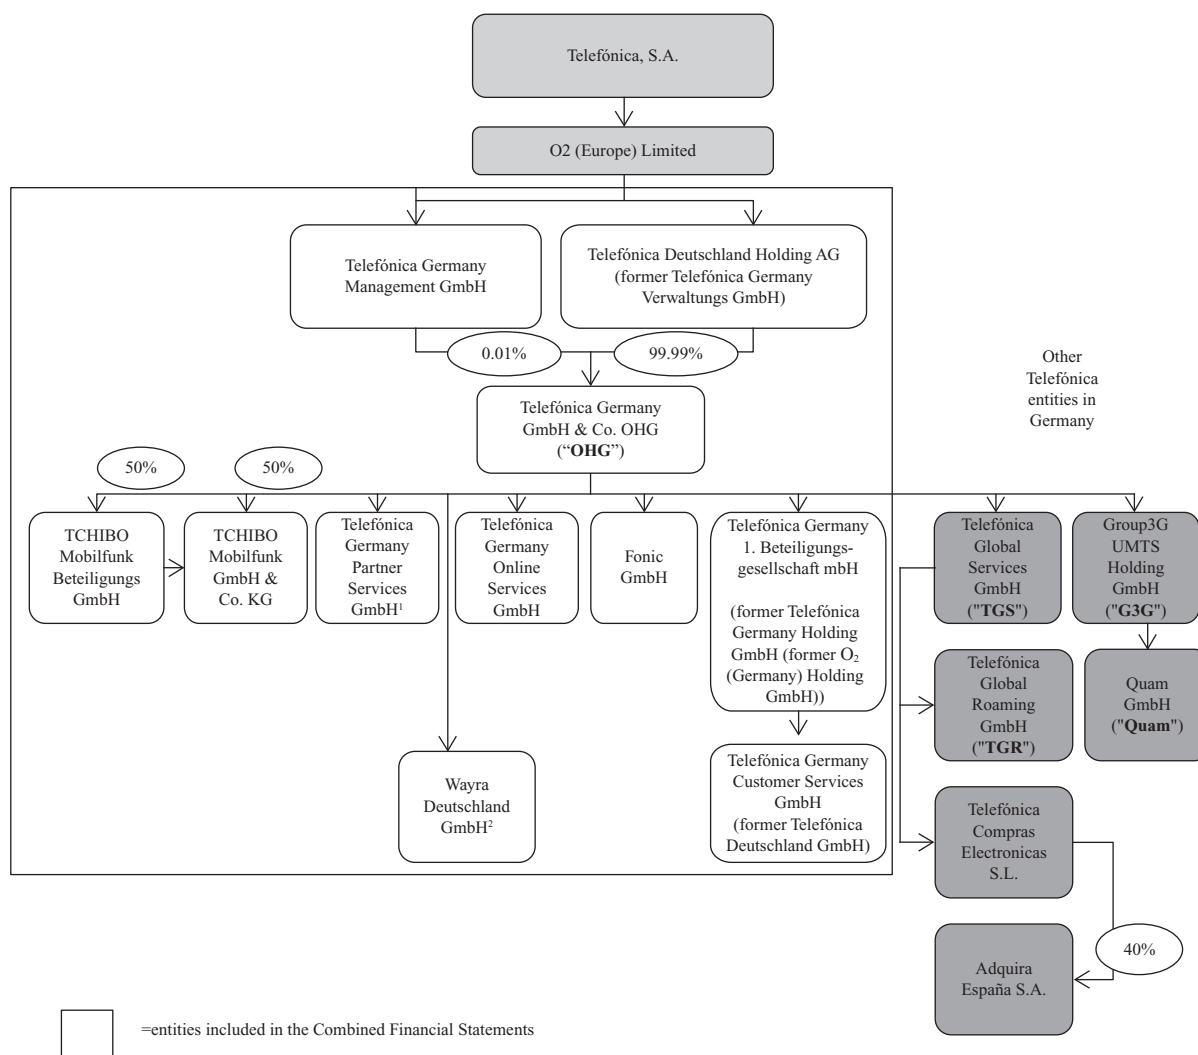 Telefónica, S.A.
O2 (Europe) Limited
Telefónica Germany
Management GmbH
Telefónica Deutschland Holding AG
(former Telefónica Germany
Verwaltungs GmbH)
0.01%
99.99%
Other
Telefónica
entities in
Germany
Telefónica Germany
GmbH & Co. OHG
(“OHG”)
50%
50%
TCHIBO
Mobilfunk
Beteiligungs
GmbH
TCHIBO
Mobilfunk
GmbH &
Co. KG
Telefónica
Germany
Partner
Services
GmbH¹
Telefónica
Germany
Online
Services
GmbH
Fonic
GmbH
Telefónica Germany
1. Beteiligungs-
gesellschaft mbH
(former Telefónica
Germany Holding
GmbH (former O₂
(Germany) Holding
GmbH))
Telefónica
Global
Services
GmbH
("TGS")
Group3G
UMTS
Holding
GmbH
("G3G")
Telefónica
Global
Roaming
GmbH
("TGR")
Quam
GmbH
("Quam")
Wayra
Deutschland
GmbH²
Telefónica Germany
Customer Services
GmbH
(former Telefónica
Deutschland GmbH)
Telefónica
Compras
Electronicas
S.L.
40%
Adquira
España S.A.
=entities included in the Combined Financial Statements